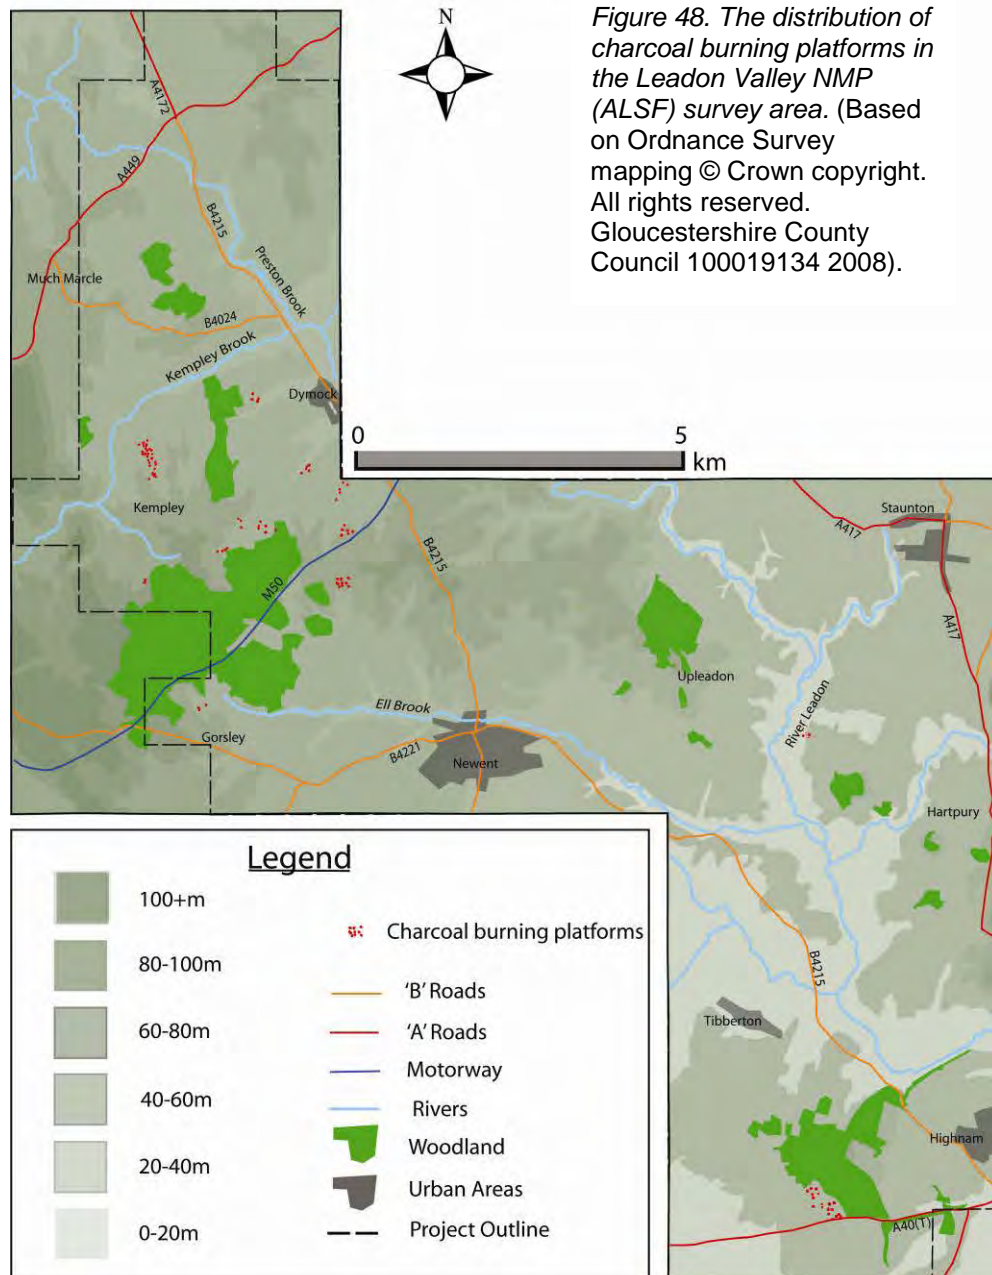 Figure 48. The distribution of
charcoal burning platforms in
the Leadon Valley NMP
(ALSF) survey area. (Based
on Ordnance Survey
mapping © Crown copyright.
All rights reserved.
Gloucestershire County
Council 100019134 2008).
N
A4172
A449
B4215
Preston Brook
Much Marcle
B4024
Kempley Brook
Dymock
0 5
km
Kempley
Staunton
A417
B4215
M50
A417
Upleadon
Ell Brook
River Leadon
Gorsley
B4221
Newent
Hartpury
B4215
Tibberton
Highnam
A40(T)
Legend
100+m
80-100m
60-80m
40-60m
20-40m
0-20m
Charcoal burning platforms
'B' Roads
'A' Roads
Motorway
Rivers
Woodland
Urban Areas
Project Outline